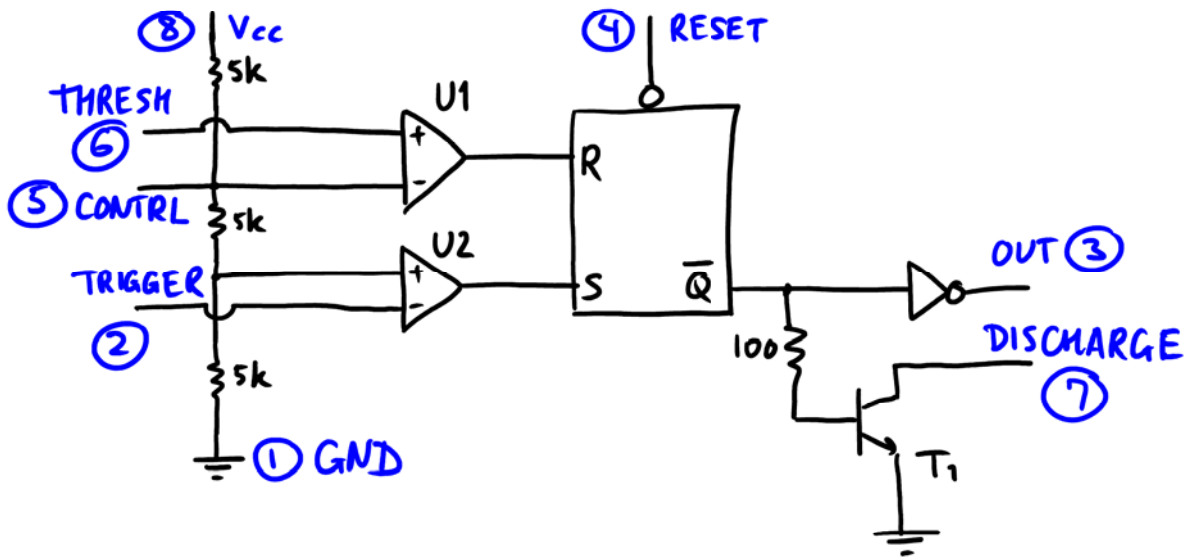 8 Vcc
4 RESET
5k
THRESH
6
U1
+
-
R
5 CONTRL
5k
U2
TRIGGER
+
-
S
Q̅
OUT 3
2
100
DISCHARGE
7
5k
1 GND
T1